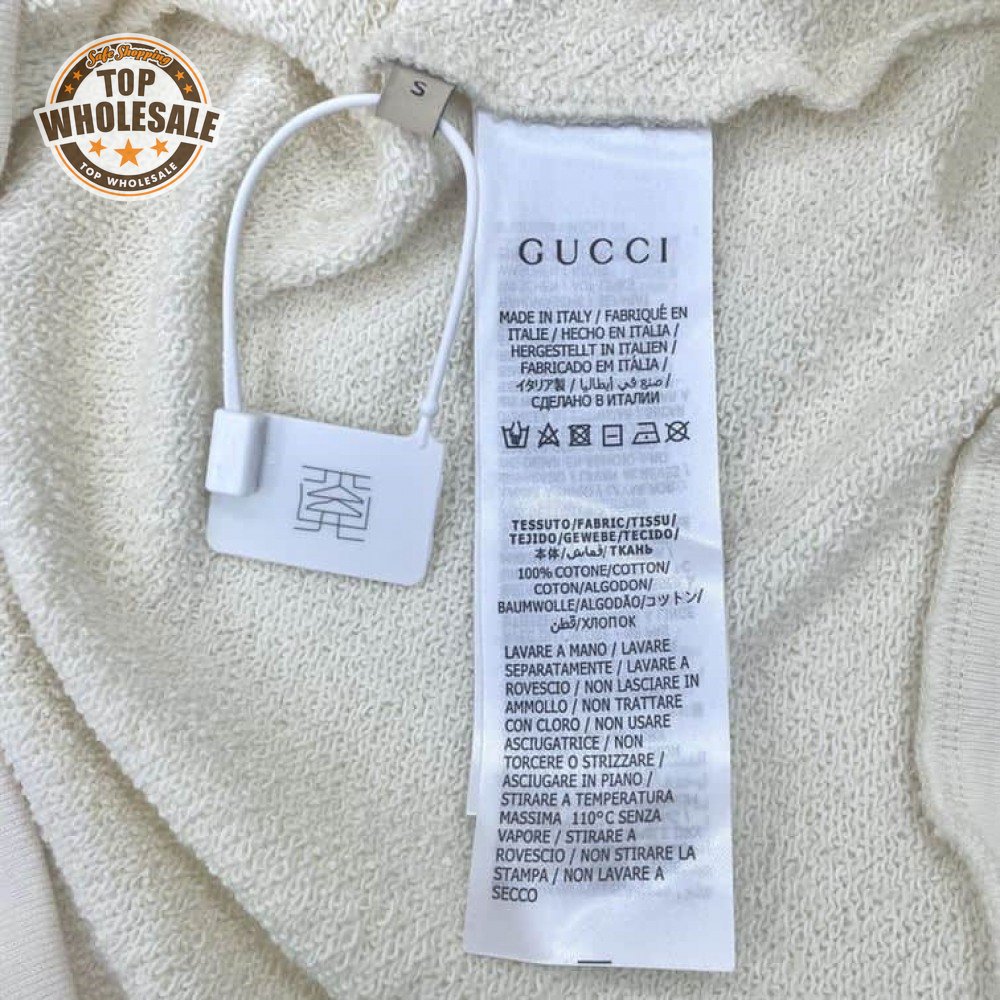 Safe Shopping
TOP
WHOLESALE
TOP WHOLESALE
S
GUCCI
MADE IN ITALY / FABRIQUÉ EN
ITALIE / HECHO EN ITALIA /
HERGESTELLT IN ITALIEN /
FABRICADO EM ITÁLIA /
イタリア製 / صنع في إيطاليا /
СДЕЛАНО В ИТАЛИИ
TESSUTO/FABRIC/TISSU/
TEJIDO/GEWEBE/TECIDO/
本体/قماش/ТКАНЬ
100% COTONE/COTTON/
COTON/ALGODON/
BAUMWOLLE/ALGODÃO/コットン/
قطن/ХЛОПОК
LAVARE A MANO / LAVARE
SEPARATAMENTE / LAVARE A
ROVESCIO / NON LASCIARE IN
AMMOLLO / NON TRATTARE
CON CLORO / NON USARE
ASCIUGATRICE / NON
TORCERE O STRIZZARE /
ASCIUGARE IN PIANO /
STIRARE A TEMPERATURA
MASSIMA 110°C SENZA
VAPORE / STIRARE A
ROVESCIO / NON STIRARE LA
STAMPA / NON LAVARE A
SECCO